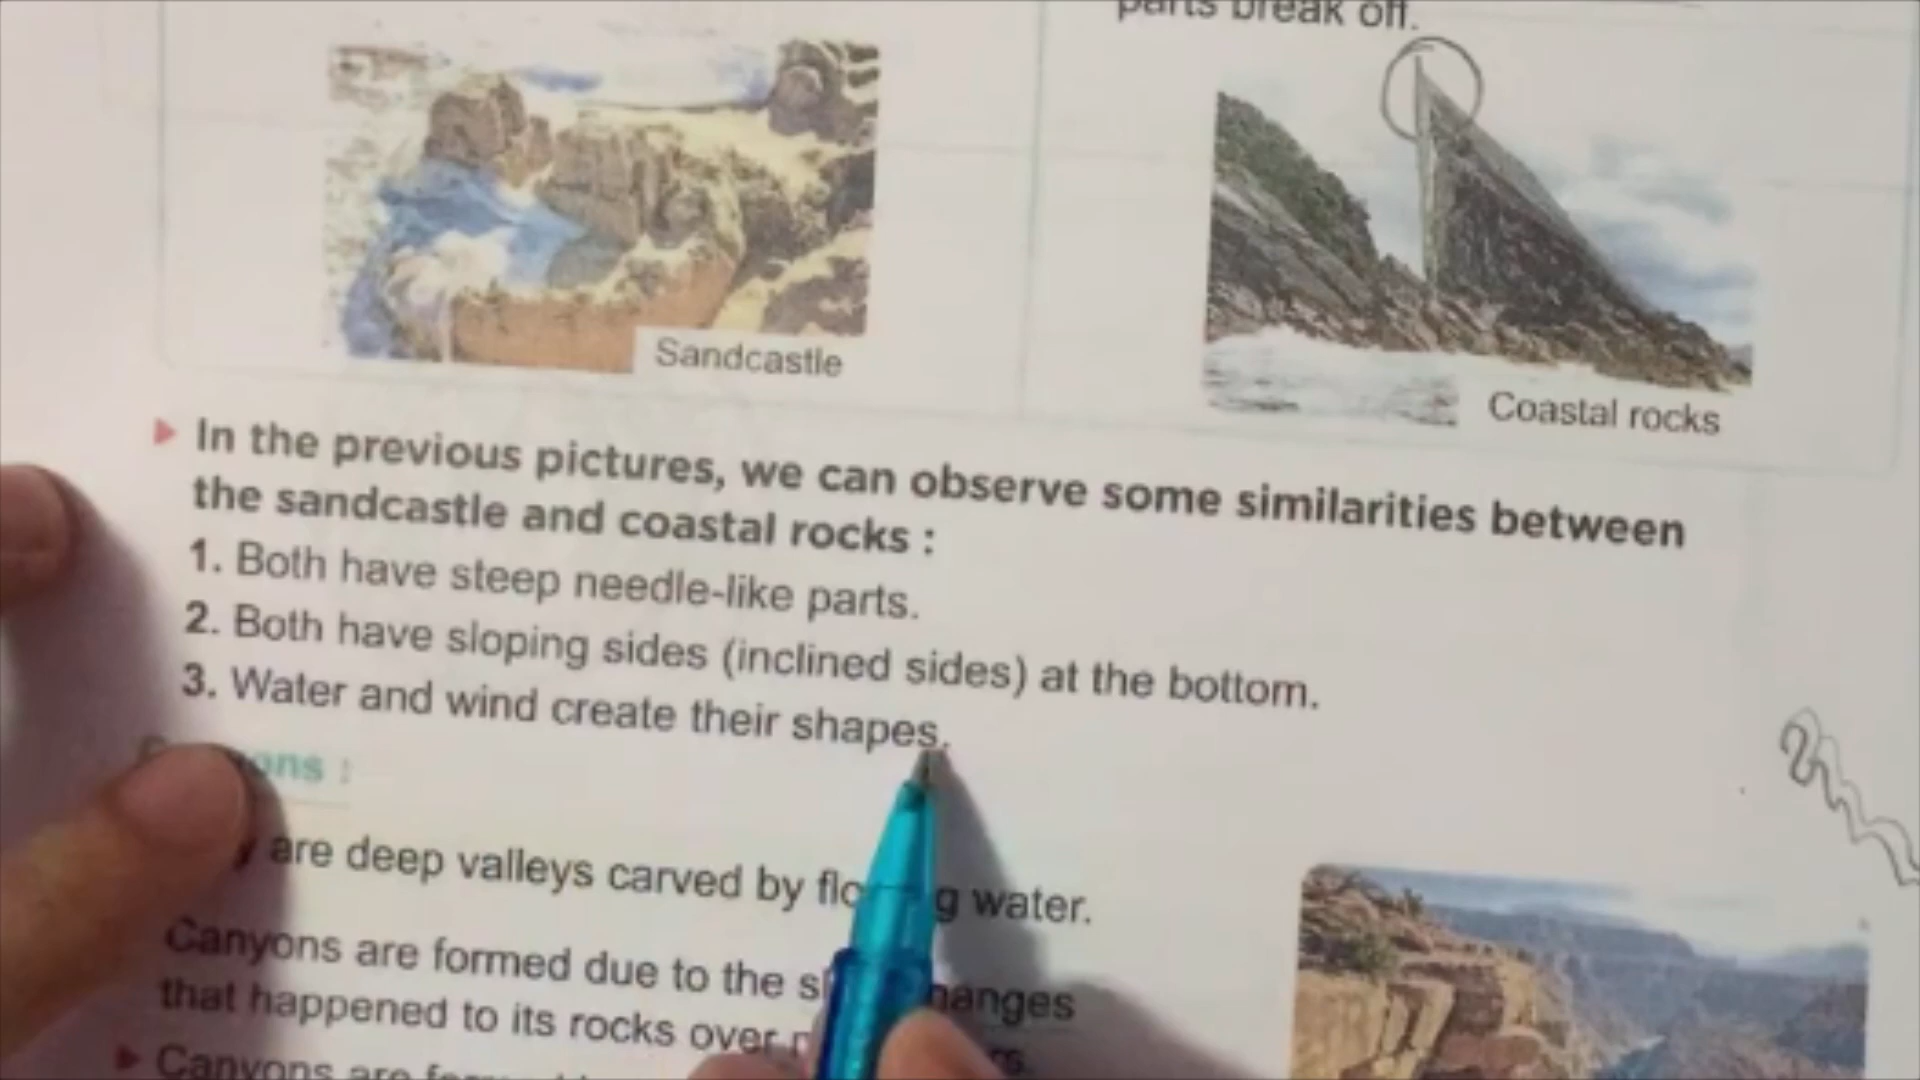 parts break off.
Sandcastle
Coastal rocks
In the previous pictures, we can observe some similarities between
the sandcastle and coastal rocks :
1. Both have steep needle-like parts.
2. Both have sloping sides (inclined sides) at the bottom.
3. Water and wind create their shapes.
are deep valleys carved by water.
Canyons are formed due to the
that happened to its rocks over
Canyons are